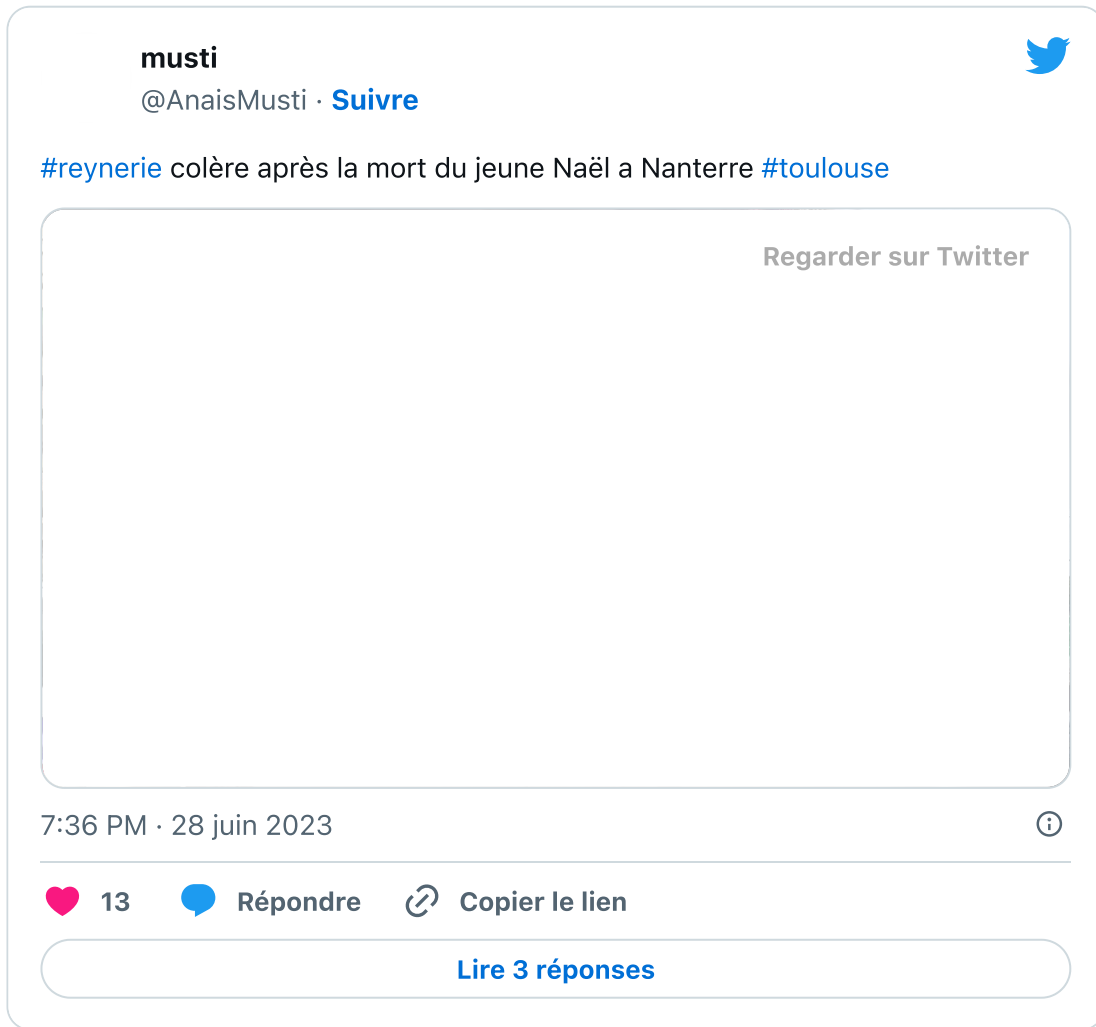 musti
@AnaisMusti · Suivre
#reynerie colère après la mort du jeune Naël a Nanterre #toulouse
Regarder sur Twitter
7:36 PM · 28 juin 2023
13 Répondre Copier le lien
Lire 3 réponses